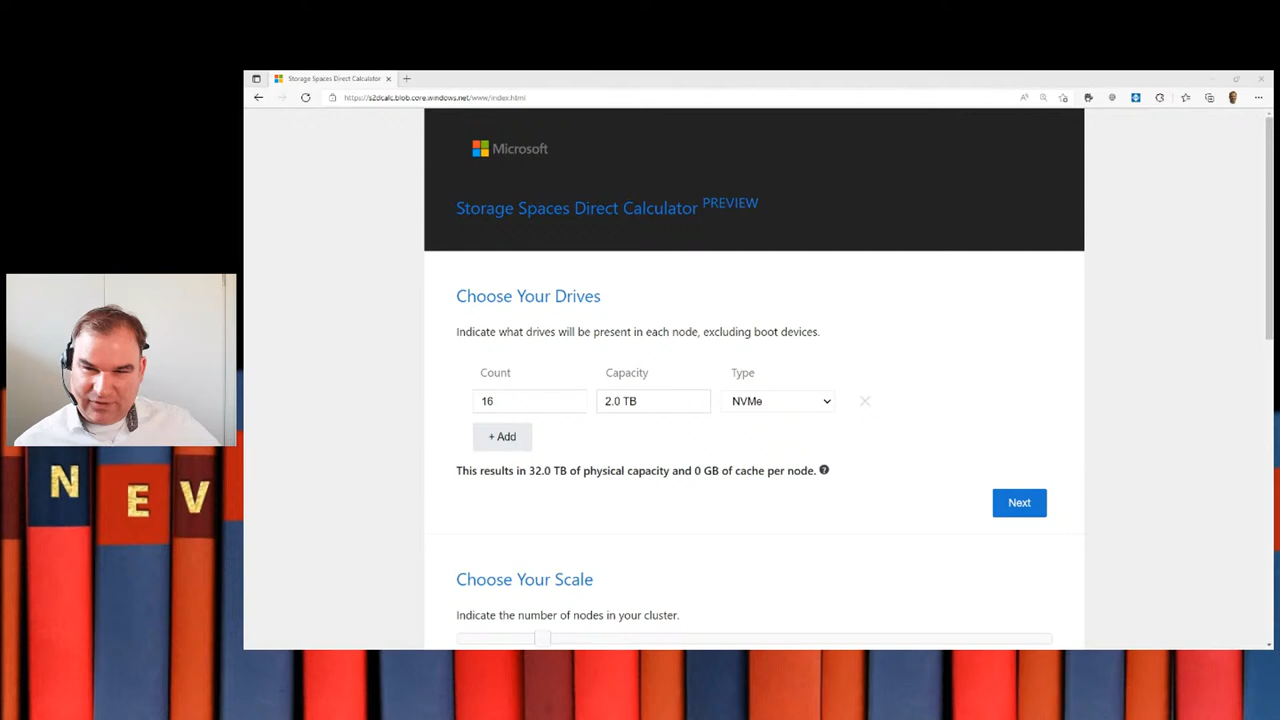 Storage Spaces Direct Calculator
https://s2dcalc.blob.core.windows.net/www/index.html
Microsoft
Storage Spaces Direct Calculator PREVIEW
Choose Your Drives
Indicate what drives will be present in each node, excluding boot devices.
Count Capacity Type
16 2.0 TB NVMe
+ Add
This results in 32.0 TB of physical capacity and 0 GB of cache per node.
Next
Choose Your Scale
Indicate the number of nodes in your cluster.
N E V